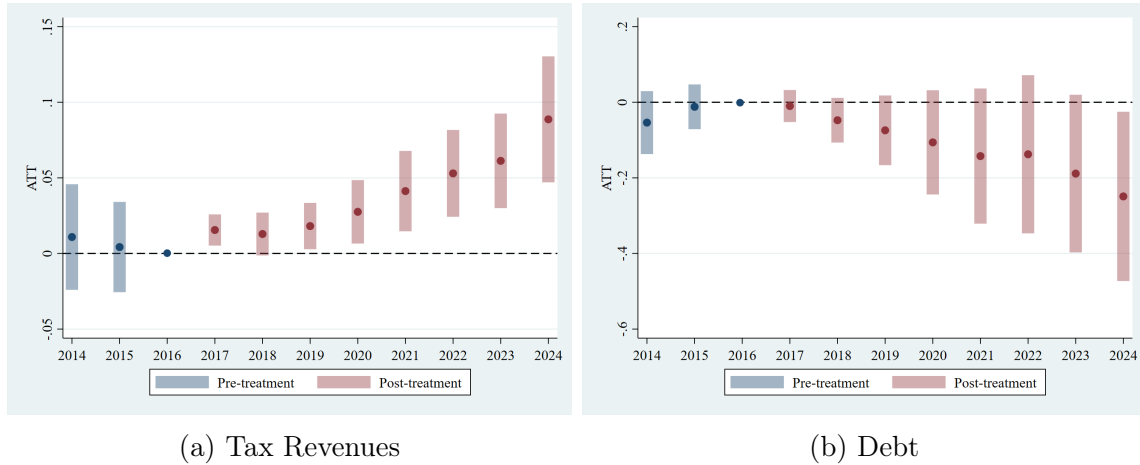 .15
.1
.05
0
-.05
ATT
2014 2015 2016 2017 2018 2019 2020 2021 2022 2023 2024
Pre-treatment Post-treatment
(a) Tax Revenues
.2
0
-.2
-.4
-.6
ATT
2014 2015 2016 2017 2018 2019 2020 2021 2022 2023 2024
Pre-treatment Post-treatment
(b) Debt